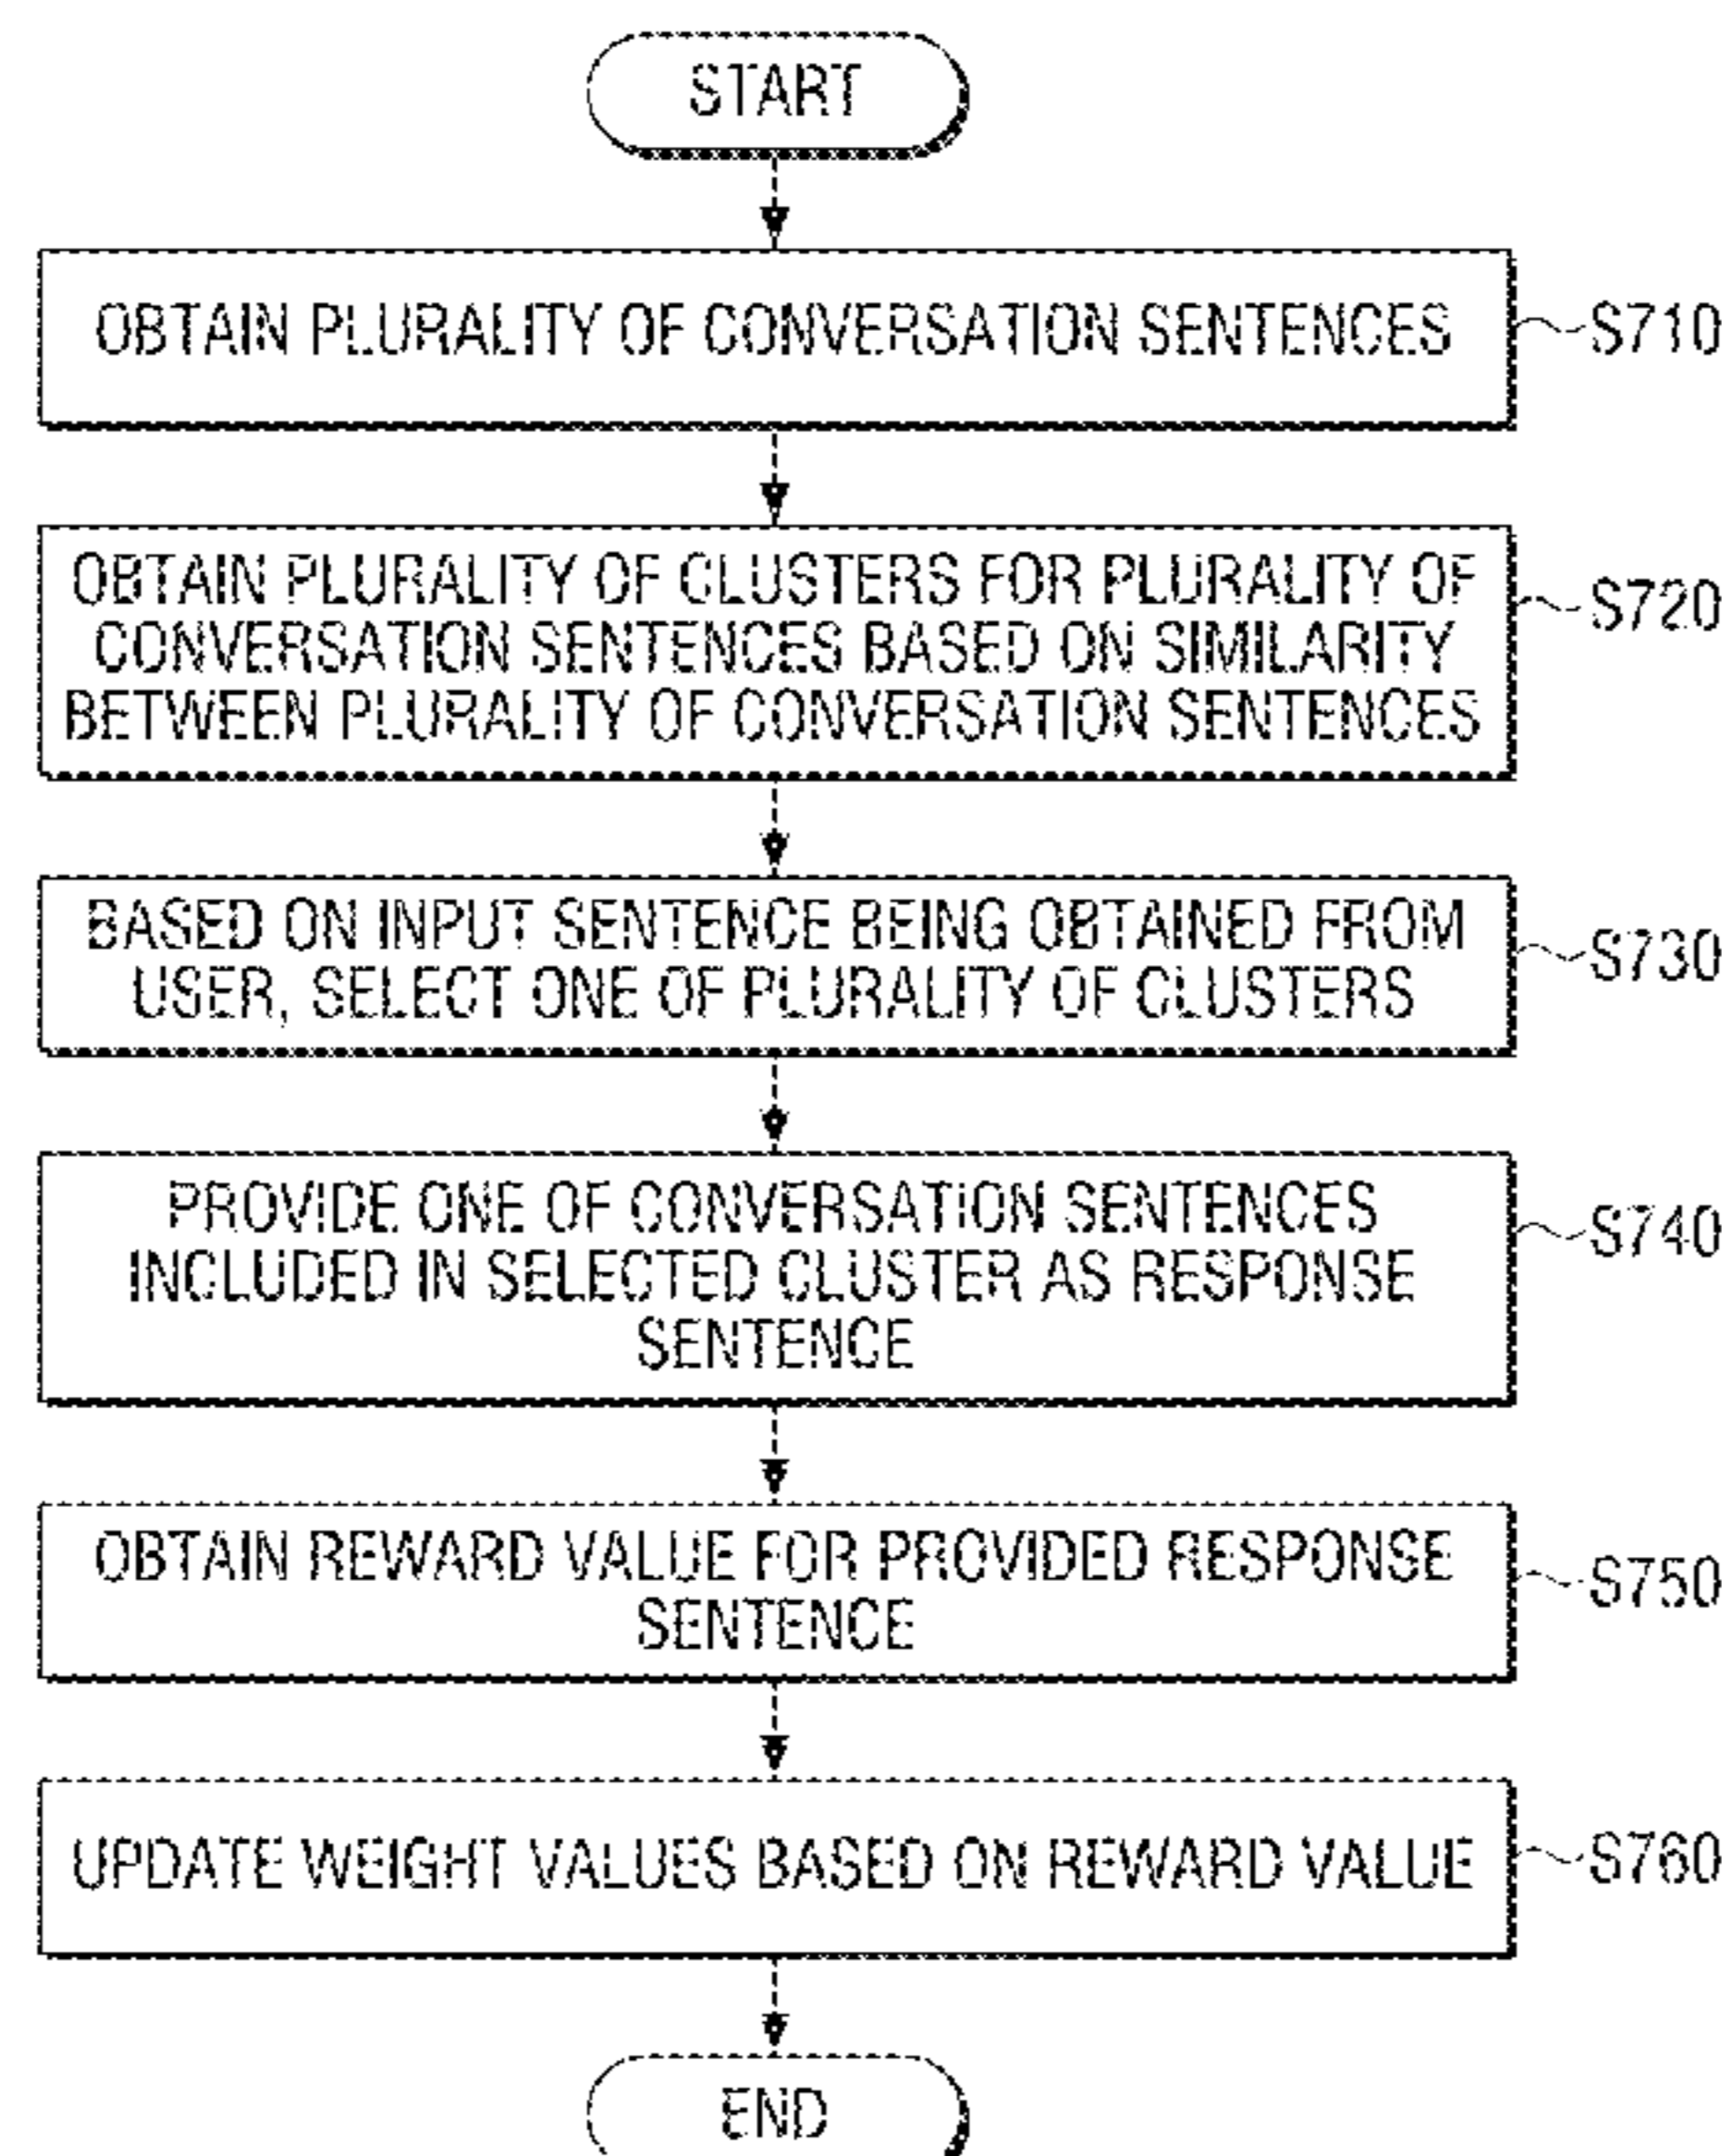 START
OBTAIN PLURALITY OF CONVERSATION SENTENCES
S710
OBTAIN PLURALITY OF CLUSTERS FOR PLURALITY OF
CONVERSATION SENTENCES BASED ON SIMILARITY
BETWEEN PLURALITY OF CONVERSATION SENTENCES
S720
BASED ON INPUT SENTENCE BEING OBTAINED FROM
USER, SELECT ONE OF PLURALITY OF CLUSTERS
S730
PROVIDE ONE OF CONVERSATION SENTENCES
INCLUDED IN SELECTED CLUSTER AS RESPONSE
SENTENCE
S740
OBTAIN REWARD VALUE FOR PROVIDED RESPONSE
SENTENCE
S750
UPDATE WEIGHT VALUES BASED ON REWARD VALUE
S760
END